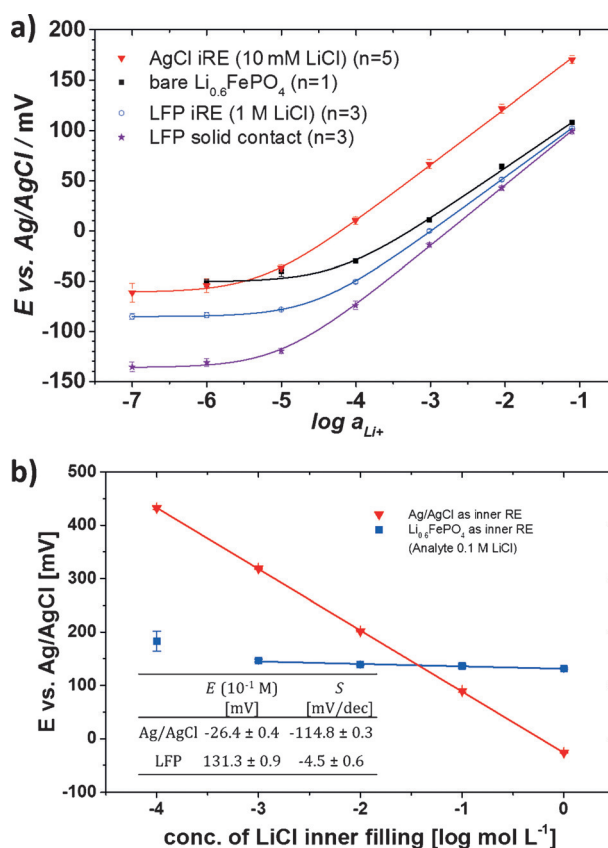 a)
200
150
100
50
0
-50
-100
-150
E vs. Ag/AgCl / mV
AgCl iRE (10 mM LiCl) (n=5)
bare Li₀.₆FePO₄ (n=1)
LFP iRE (1 M LiCl) (n=3)
LFP solid contact (n=3)
-7 -6 -5 -4 -3 -2 -1
log a Li+
b)
500
400
300
200
100
0
-100
E vs. Ag/AgCl [mV]
Ag/AgCl as inner RE
Li₀.₆FePO₄ as inner RE
(Analyte 0.1 M LiCl)
E (10⁻¹ M) S
[mV] [mV/dec]
Ag/AgCl -26.4 ± 0.4 -114.8 ± 0.3
LFP 131.3 ± 0.9 -4.5 ± 0.6
-4 -3 -2 -1 0
conc. of LiCl inner filling [log mol L⁻¹]